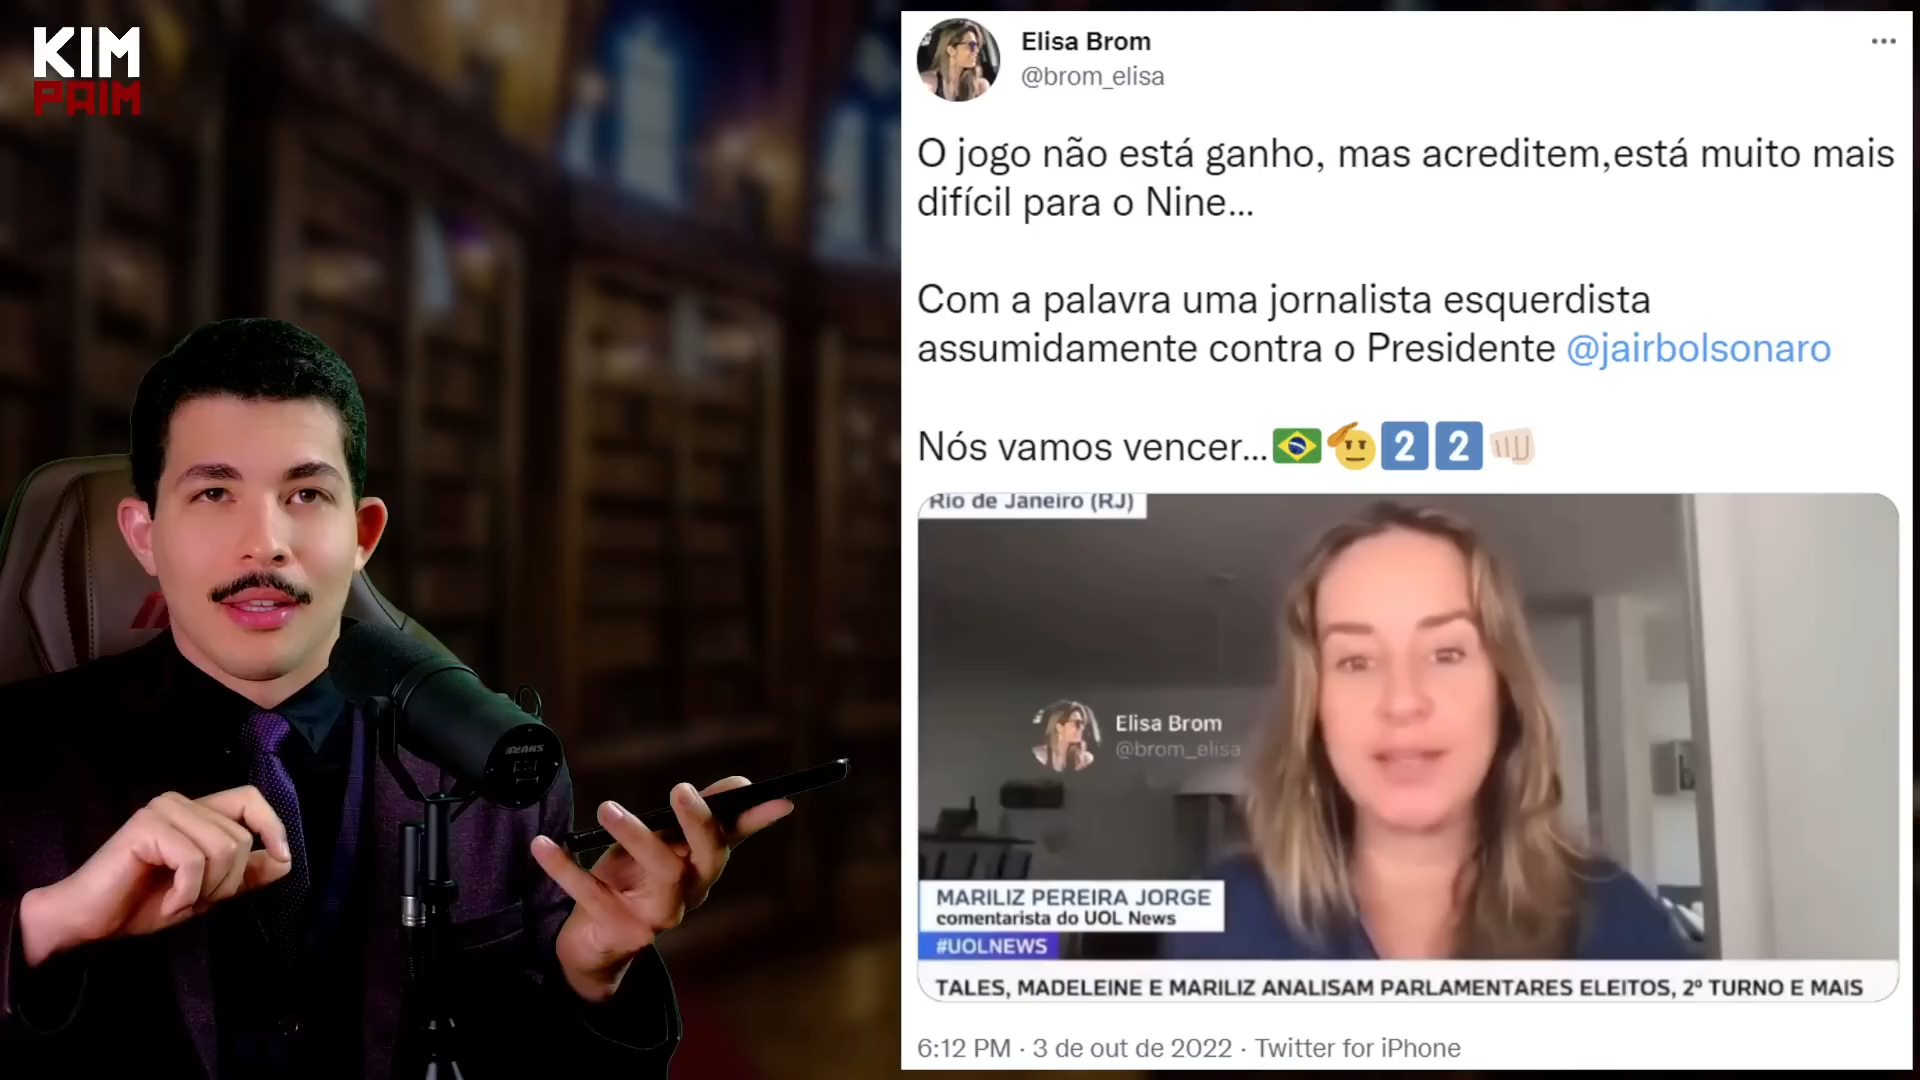 KIM
PAIM
Elisa Brom
@brom_elisa
O jogo não está ganho, mas acreditem,está muito mais
difícil para o Nine...
Com a palavra uma jornalista esquerdista
assumidamente contra o Presidente @jairbolsonaro
Nós vamos vencer...🇧🇷🫡2️⃣2️⃣👊🏻
Rio de Janeiro (RJ)
Elisa Brom
@brom_elisa
MARILIZ PEREIRA JORGE
comentarista do UOL News
#UOLNEWS
TALES, MADELEINE E MARILIZ ANALISAM PARLAMENTARES ELEITOS, 2º TURNO E MAIS
6:12 PM · 3 de out de 2022 · Twitter for iPhone
SHURE